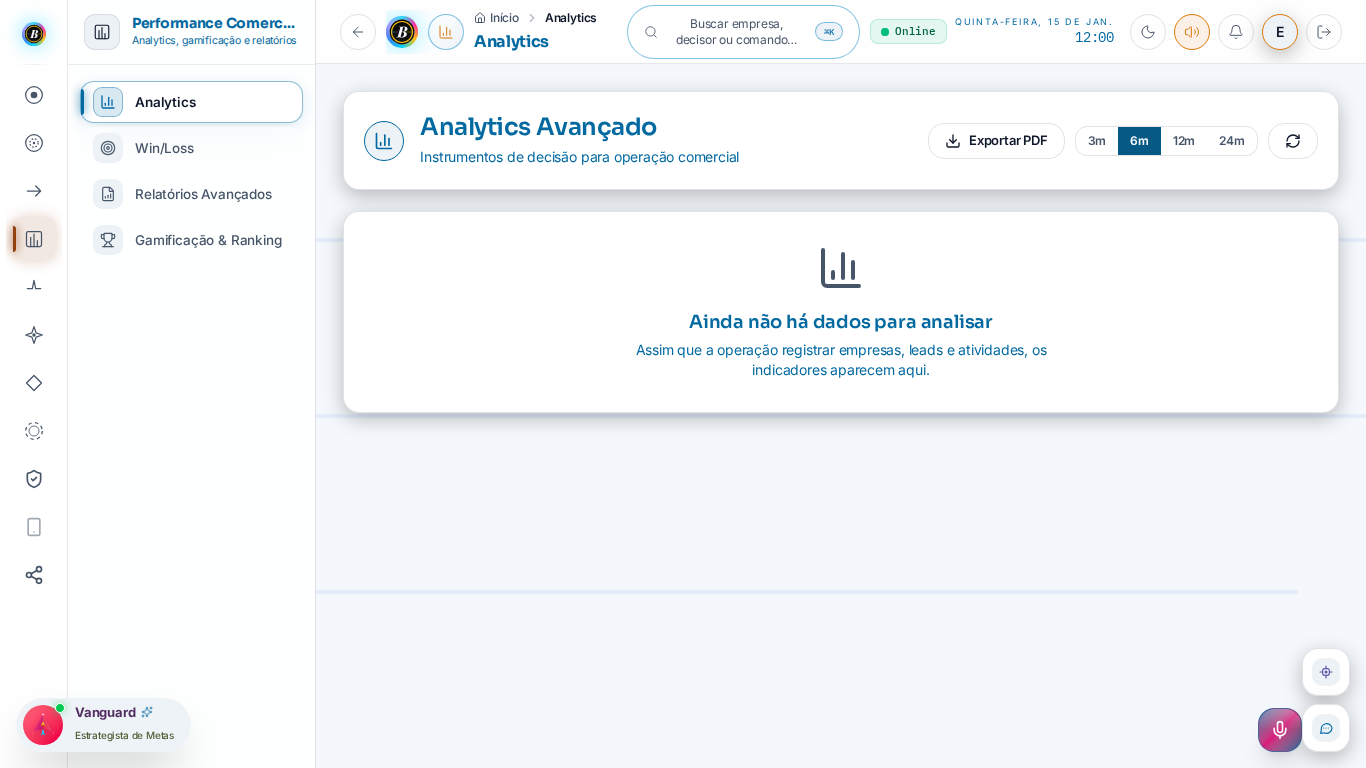 B
Performance Comerc...
Analytics, gamificação e relatórios
Analytics
Win/Loss
Relatórios Avançados
Gamificação & Ranking
Vanguard
Estrategista de Metas
B
Início
Analytics
Analytics
Buscar empresa,
decisor ou comando...
⌘K
Online
QUINTA-FEIRA, 15 DE JAN.
12:00
E
Analytics Avançado
Instrumentos de decisão para operação comercial
Exportar PDF
3m
6m
12m
24m
Ainda não há dados para analisar
Assim que a operação registrar empresas, leads e atividades, os
indicadores aparecem aqui.